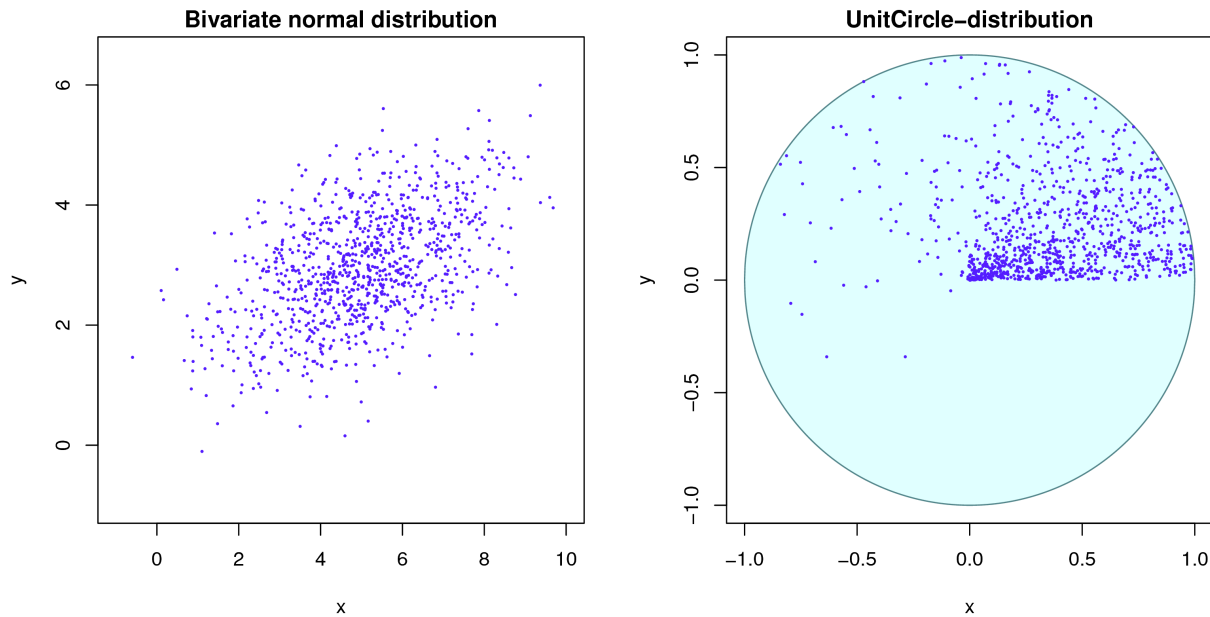 Bivariate normal distribution
y
6
4
2
0
0 2 4 6 8 10
x
UnitCircle−distribution
y
1.0
0.5
0.0
−0.5
−1.0
−1.0 −0.5 0.0 0.5 1.0
x